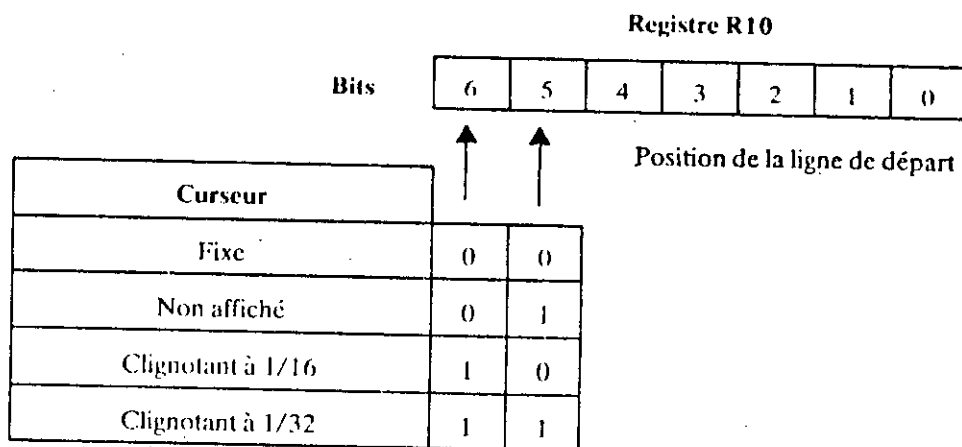 Registre R10
Bits 6 5 4 3 2 1 0
Position de la ligne de départ
Curseur
Fixe 0 0
Non affiché 0 1
Clignotant à 1/16 1 0
Clignotant à 1/32 1 1